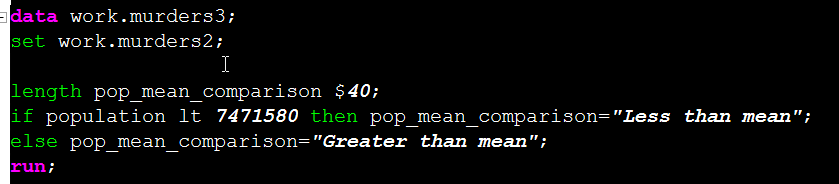 data work.murders3;
set work.murders2;
length pop_mean_comparison $40;
if population lt 7471580 then pop_mean_comparison="Less than mean";
else pop_mean_comparison="Greater than mean";
run;